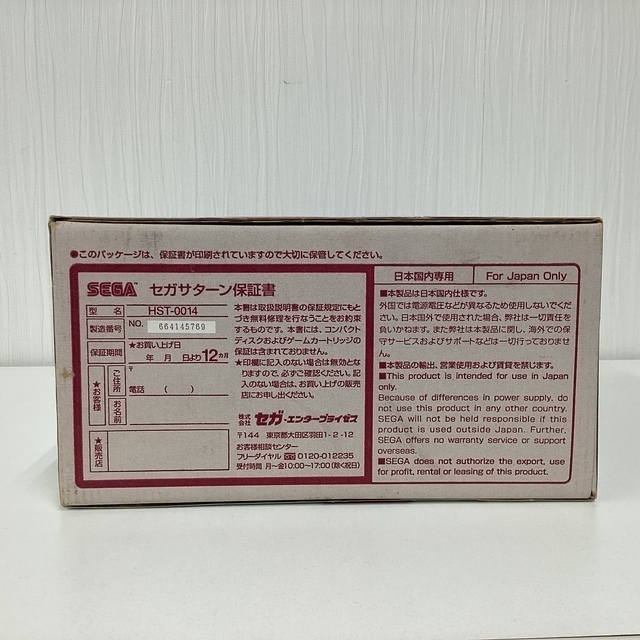 ●このパッケージは、保証書が印刷されていますので大切に保管してください。
SEGA セガサターン保証書
型 名 HST-0014
製造番号 NO. 664145769
保証期間 ★お買い上げ日
年 月 日より12カ月
★お客様
ご住所 〒
電話 ( )
お名前
★販売店
本書は取扱説明書の保証規定にもと
づき無料修理を行なうことをお約束
するものです。本書には、コンパクト
ディスクおよびゲームカートリッジの
保証は含まれておりません。
★印欄に記入のない場合は無効とな
りますので、必ずご確認ください。記
入のない場合は、お買い上げの販売
店にお申し出ください。
株式会社 セガ・エンタープライゼス
〒144 東京都大田区羽田1-2-12
お客様相談センター
フリーダイヤル 0120-012235
受付時間 月〜金10:00〜17:00(除く祝日)
日本国内専用 For Japan Only
■本製品は日本国内仕様です。
外国では電源電圧などが異なるため使用しないでくだ
さい。日本国外で使用された場合、弊社は一切責任を
負いかねます。また弊社は本製品に関し、海外での保
守サービスおよびサポートなどは一切行っておりませ
ん。
■本製品の輸出、営業使用および賃貸を禁じます。
■This product is intended for use in Japan
only.
Because of differences in power supply, do
not use this product in any other country.
SEGA will not be held responsible if this
product is used outside Japan. Further,
SEGA offers no warranty service or support
overseas.
■SEGA does not authorize the export, use
for profit, rental or leasing of this product.